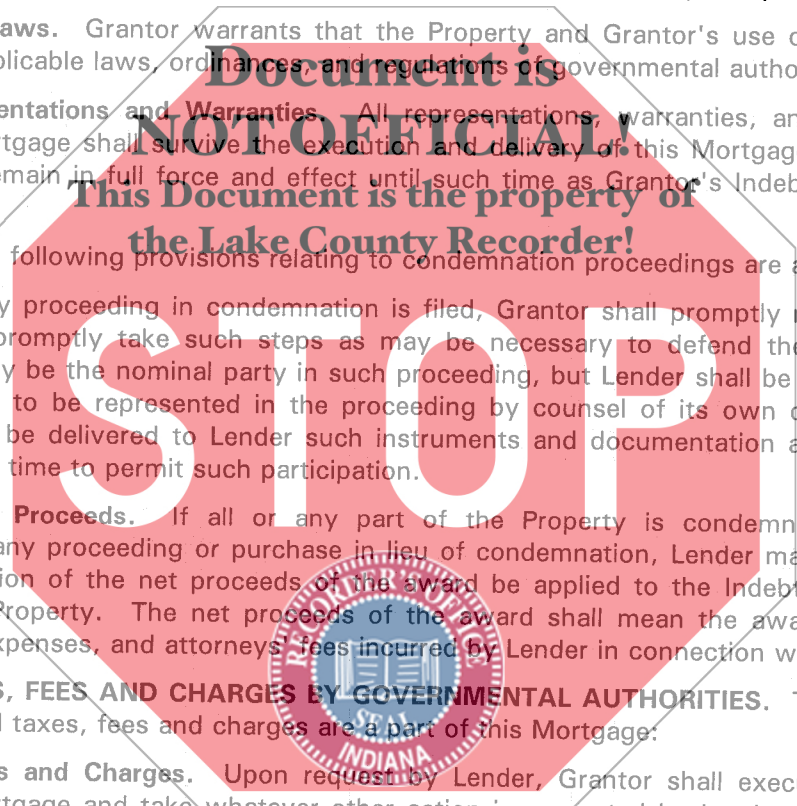 aws. Grantor warrants that the Property and Grantor's use
plicable laws, ordinances, and regulations of governmental autho
Document is
entations and Warranties. All representations, warranties, an
NOT OFFICIAL!
rtgage shall survive the execution and delivery of this Mortgag
emain in full force and effect until such time as Grantor's Indeb
This Document is the property of
the Lake County Recorder!
following provisions relating to condemnation proceedings are a
y proceeding in condemnation is filed, Grantor shall promptly
promptly take such steps as may be necessary to defend the
y be the nominal party in such proceeding, but Lender shall be
STOP
to be represented in the proceeding by counsel of its own
be delivered to Lender such instruments and documentation a
time to permit such participation.
Proceeds. If all or any part of the Property is condemn
any proceeding or purchase in lieu of condemnation, Lender ma
ion of the net proceeds of the award be applied to the Indebt
Property. The net proceeds of the award shall mean the awa
xpenses, and attorneys' fees incurred by Lender in connection w
RECORDER'S OFFICE
SEAL
INDIANA
S, FEES AND CHARGES BY GOVERNMENTAL AUTHORITIES.
d taxes, fees and charges are a part of this Mortgage:
s and Charges. Upon request by Lender, Grantor shall exec
rtgage and take whatever other action